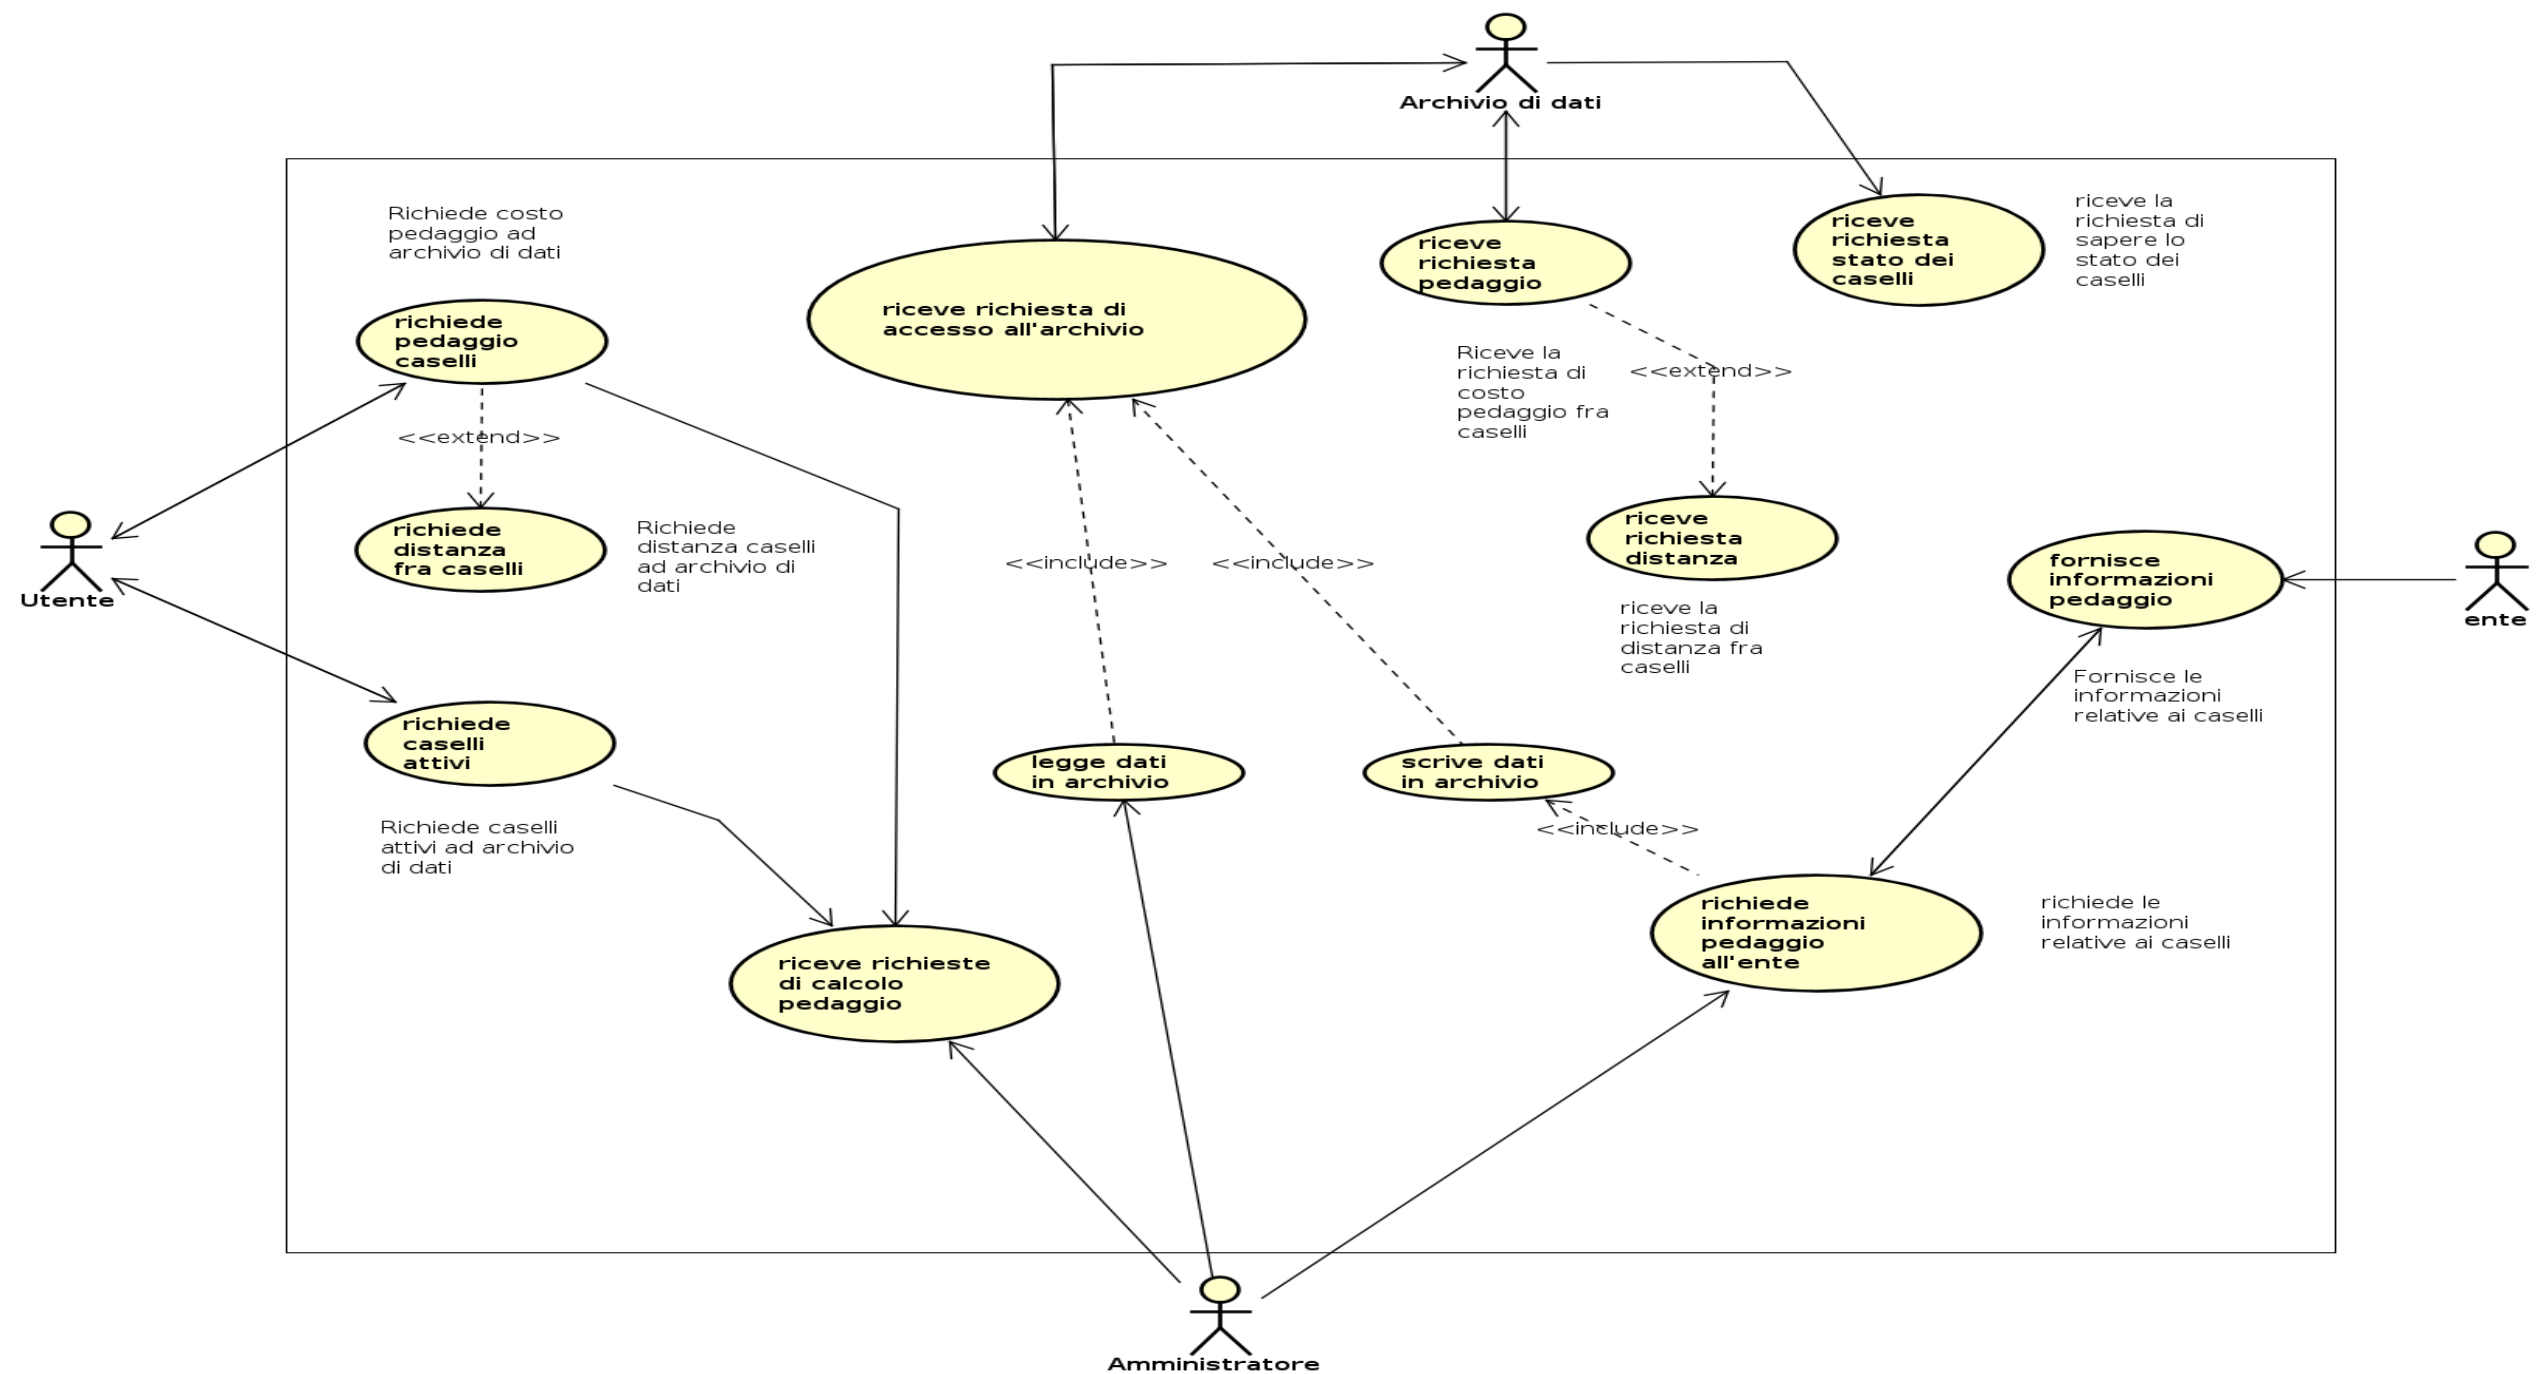 Archivio di dati
Richiede costo
pedaggio ad
archivio di dati
riceve
richiesta
pedaggio
riceve
richiesta
stato dei
caselli
riceve la
richiesta di
sapere lo
stato dei
caselli
richiede
pedaggio
caselli
riceve richiesta di
accesso all'archivio
Riceve la
richiesta di
costo
pedaggio fra
caselli
<<extend>>
<<extend>>
richiede
distanza
fra caselli
Richiede
distanza caselli
ad archivio di
dati
<<include>>
<<include>>
riceve
richiesta
distanza
riceve la
richiesta di
distanza fra
caselli
fornisce
informazioni
pedaggio
Utente
ente
Fornisce le
informazioni
relative ai caselli
richiede
caselli
attivi
legge dati
in archivio
scrive dati
in archivio
Richiede caselli
attivi ad archivio
di dati
<<include>>
riceve richieste
di calcolo
pedaggio
richiede
informazioni
pedaggio
all'ente
richiede le
informazioni
relative ai caselli
Amministratore